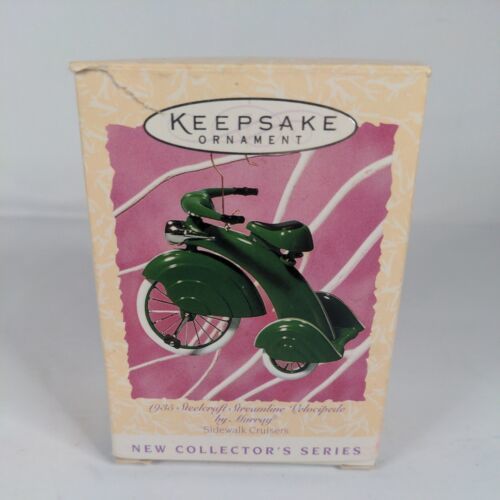 KEEPSAKE
ORNAMENT
1935 Steelcraft Streamline Velocipede
by Murray®
Sidewalk Cruisers
NEW COLLECTOR'S SERIES